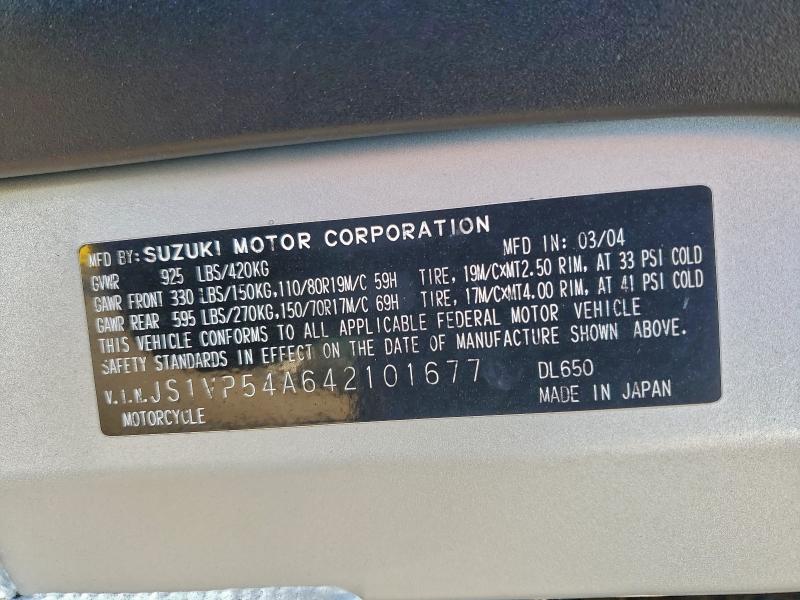 MFD BY: SUZUKI MOTOR CORPORATION MFD IN: 03/04
GVWR 925 LBS/420KG
GAWR FRONT 330 LBS/150KG,110/80R19M/C 59H TIRE, 19M/CXMT2.50 RIM, AT 33 PSI COLD
GAWR REAR 595 LBS/270KG,150/70R17M/C 69H TIRE, 17M/CXMT4.00 RIM, AT 41 PSI COLD
THIS VEHICLE CONFORMS TO ALL APPLICABLE FEDERAL MOTOR VEHICLE
SAFETY STANDARDS IN EFFECT ON THE DATE OF MANUFACTURE SHOWN ABOVE.
V.I.N. JS1VP54A642101677 DL650
MOTORCYCLE MADE IN JAPAN